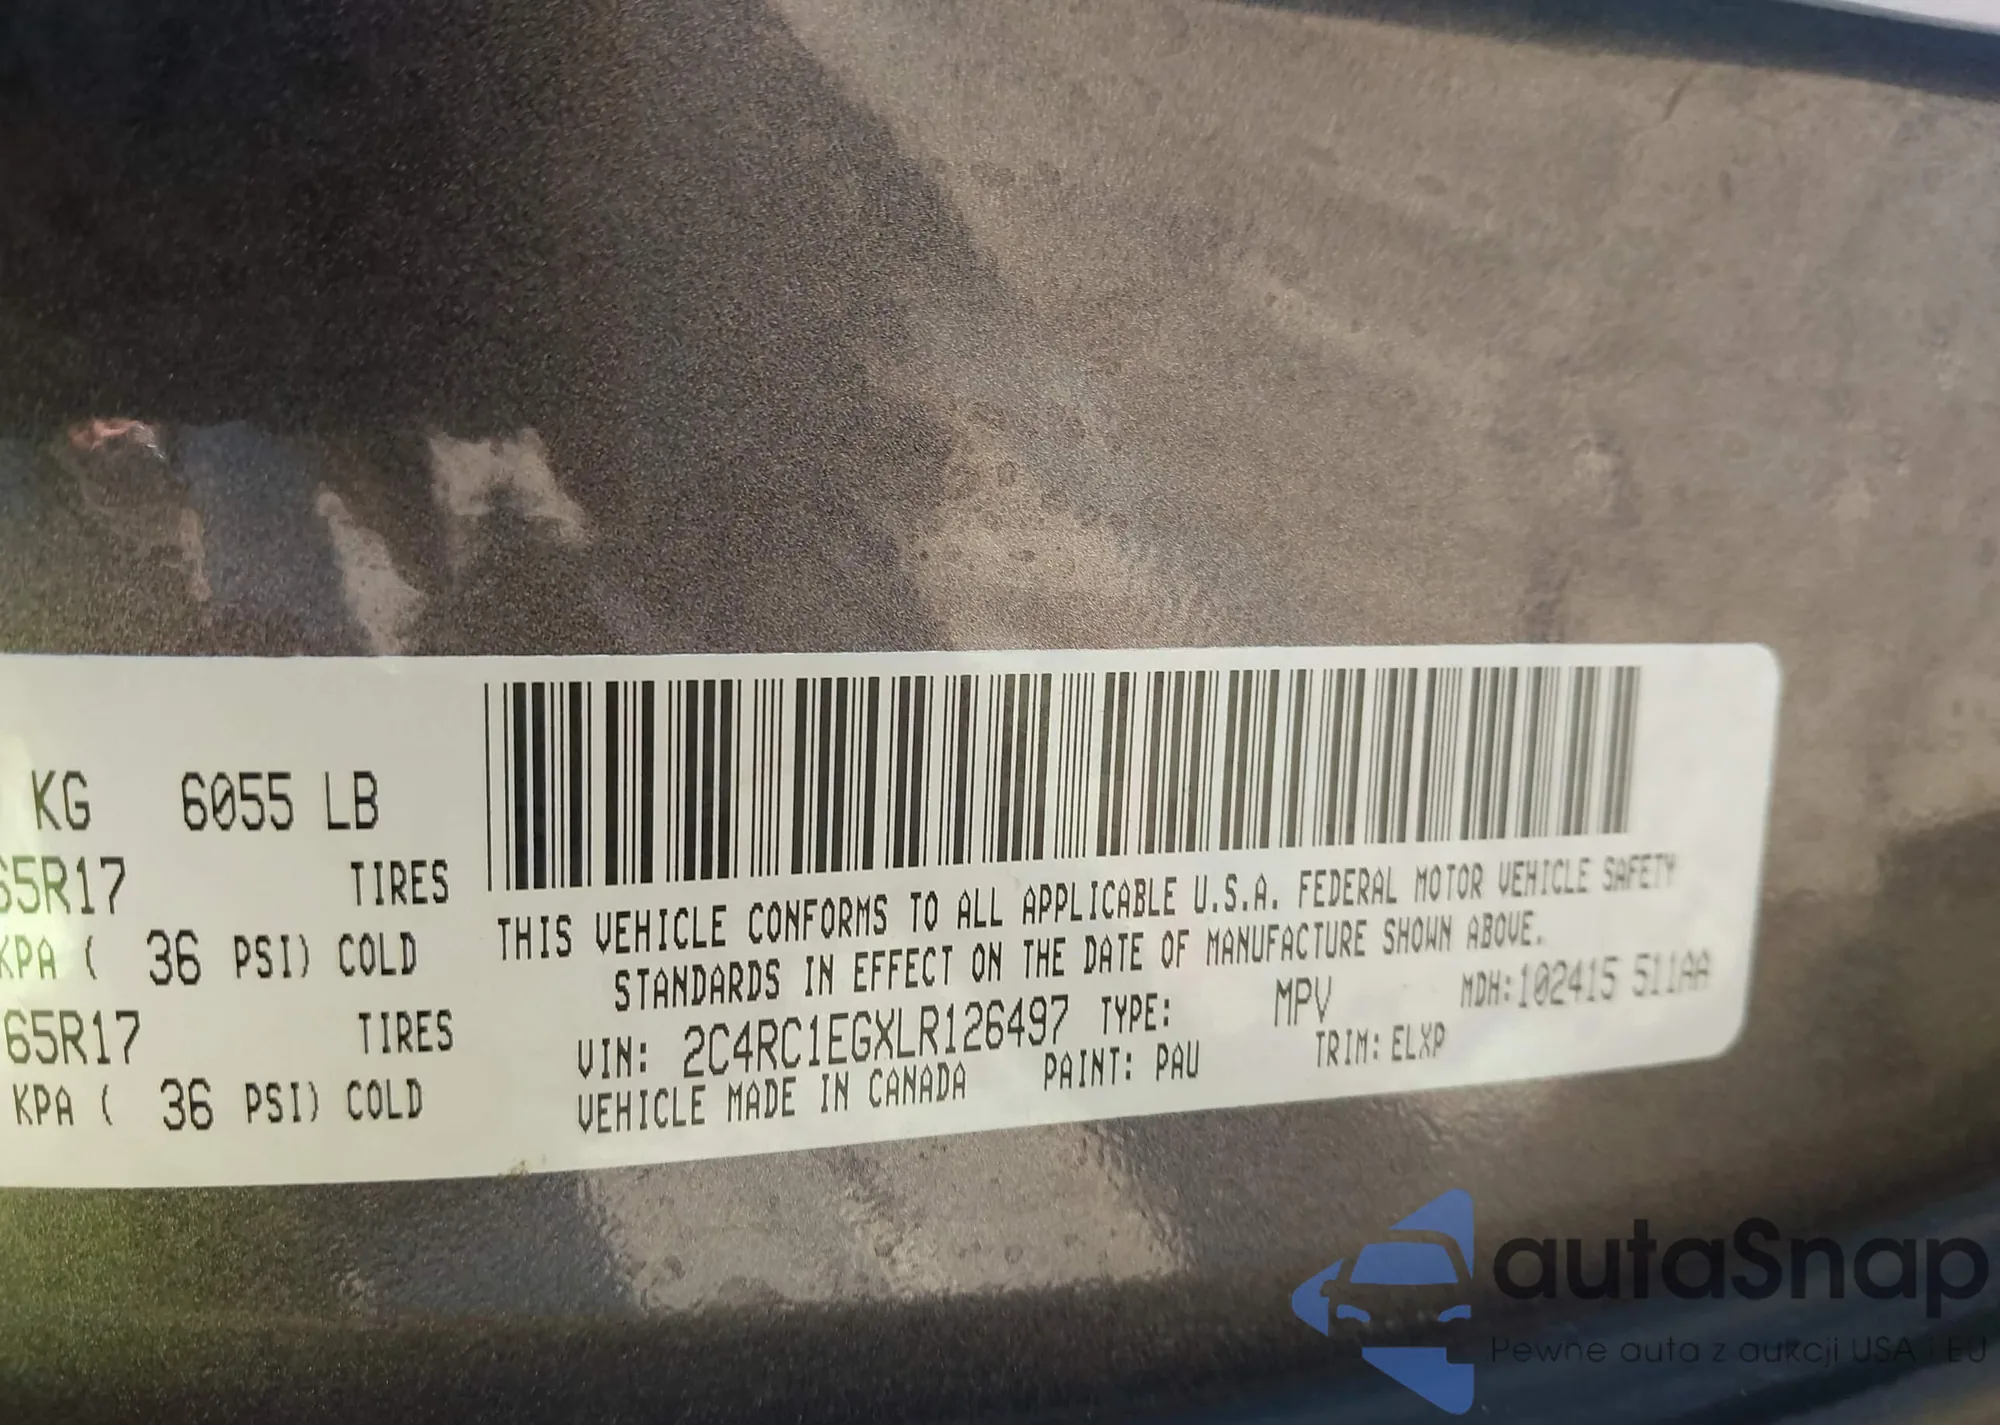 KG 6055 LB
65R17 TIRES
KPA ( 36 PSI) COLD
65R17 TIRES
KPA ( 36 PSI) COLD
THIS VEHICLE CONFORMS TO ALL APPLICABLE U.S.A. FEDERAL MOTOR VEHICLE SAFETY
STANDARDS IN EFFECT ON THE DATE OF MANUFACTURE SHOWN ABOVE.
VIN: 2C4RC1EGXLR126497 TYPE: MPV MDH:102415 511AA
VEHICLE MADE IN CANADA PAINT: PAU TRIM: ELXP
autaSnap
Pewne auta z aukcji USA i EU